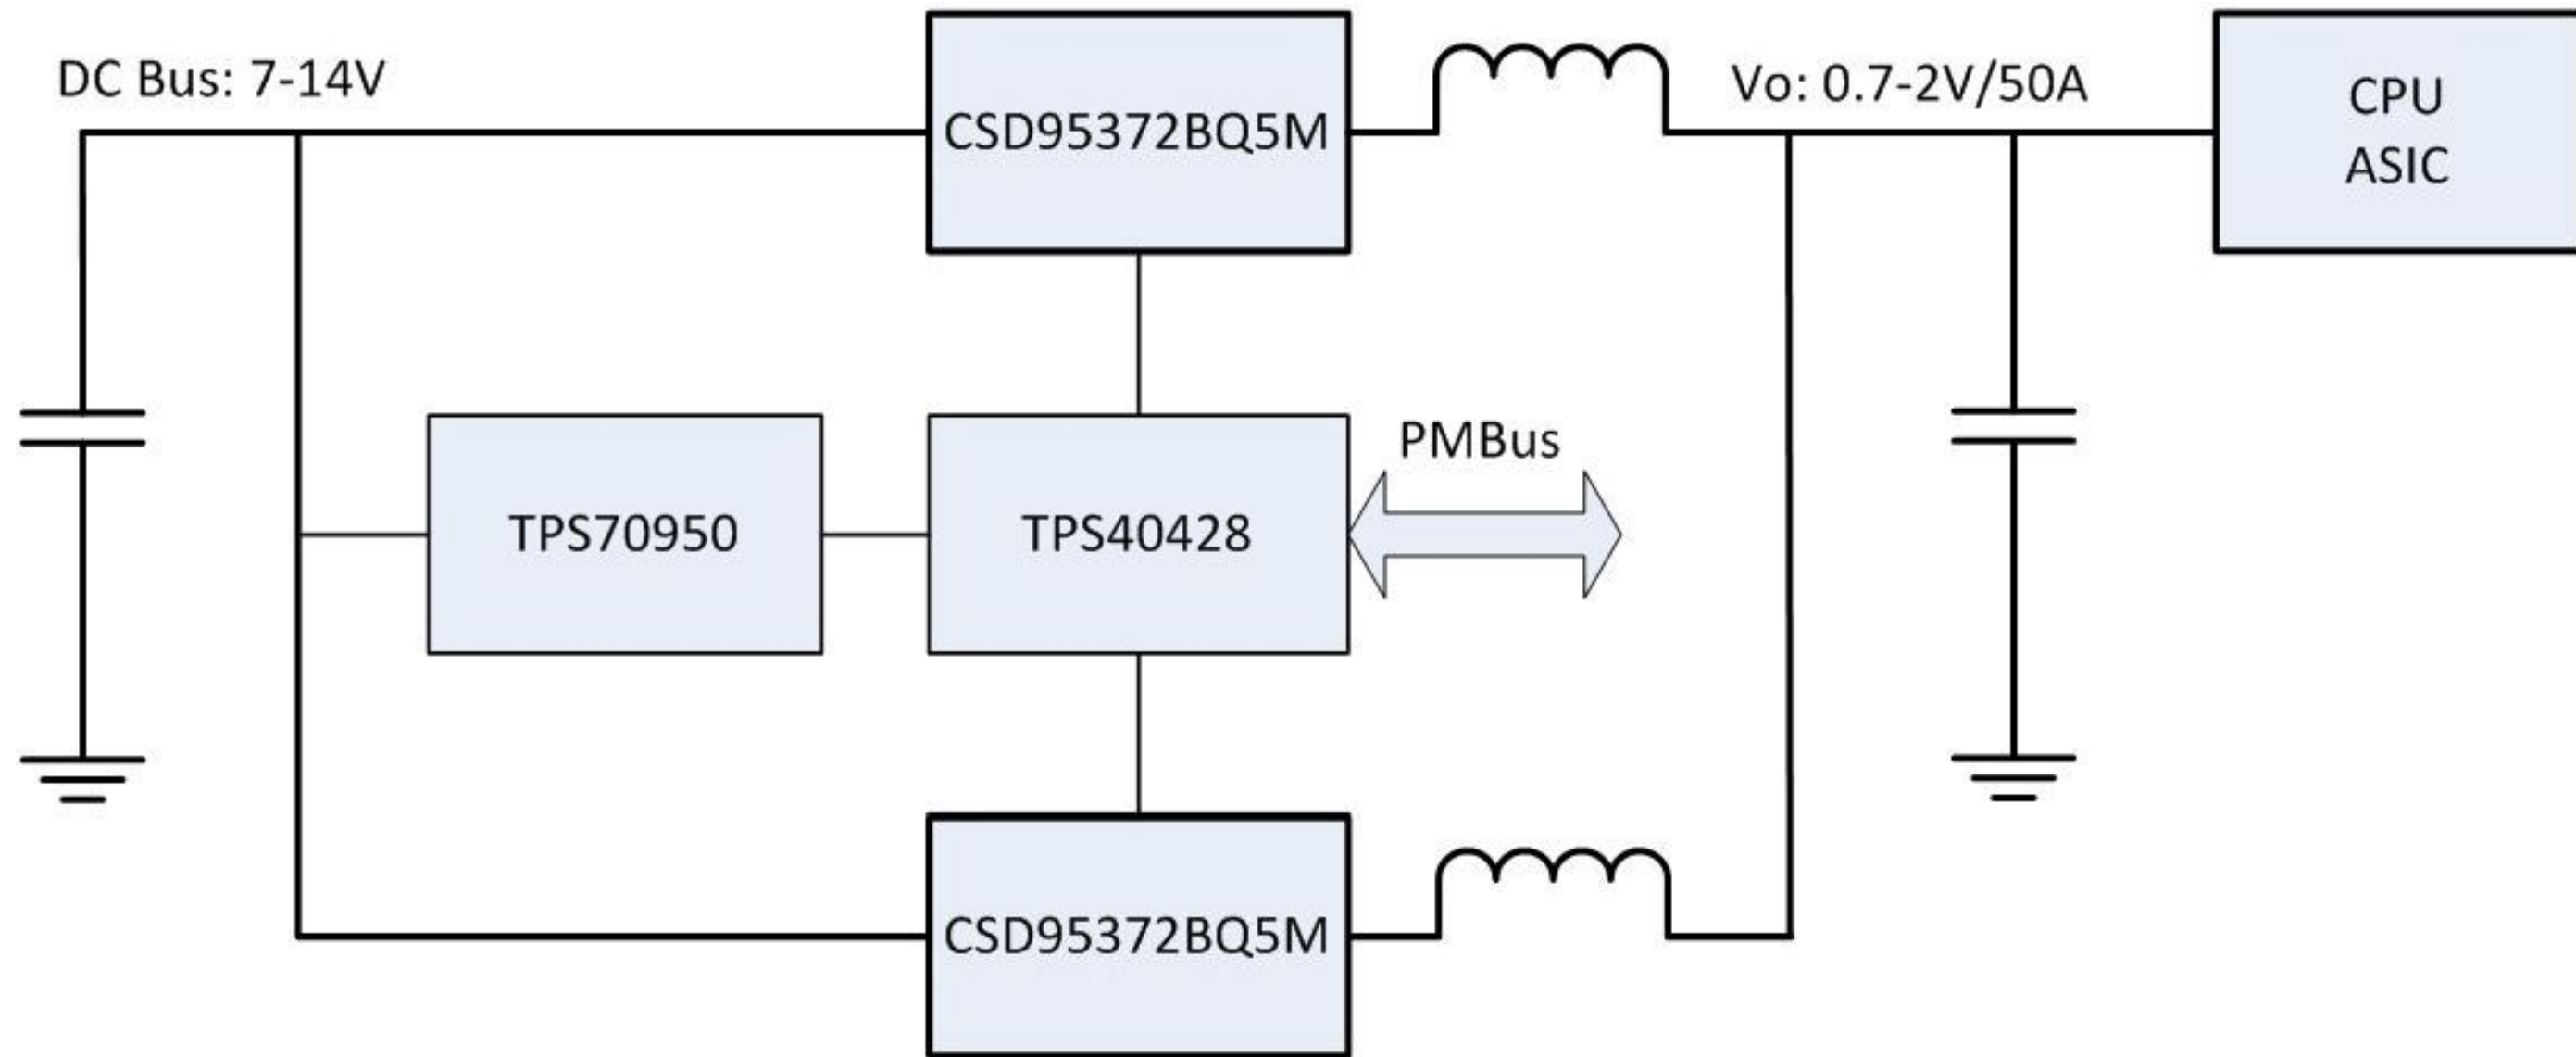 DC Bus: 7-14V
CSD95372BQ5M
Vo: 0.7-2V/50A
CPU
ASIC
TPS70950
TPS40428
PMBus
CSD95372BQ5M